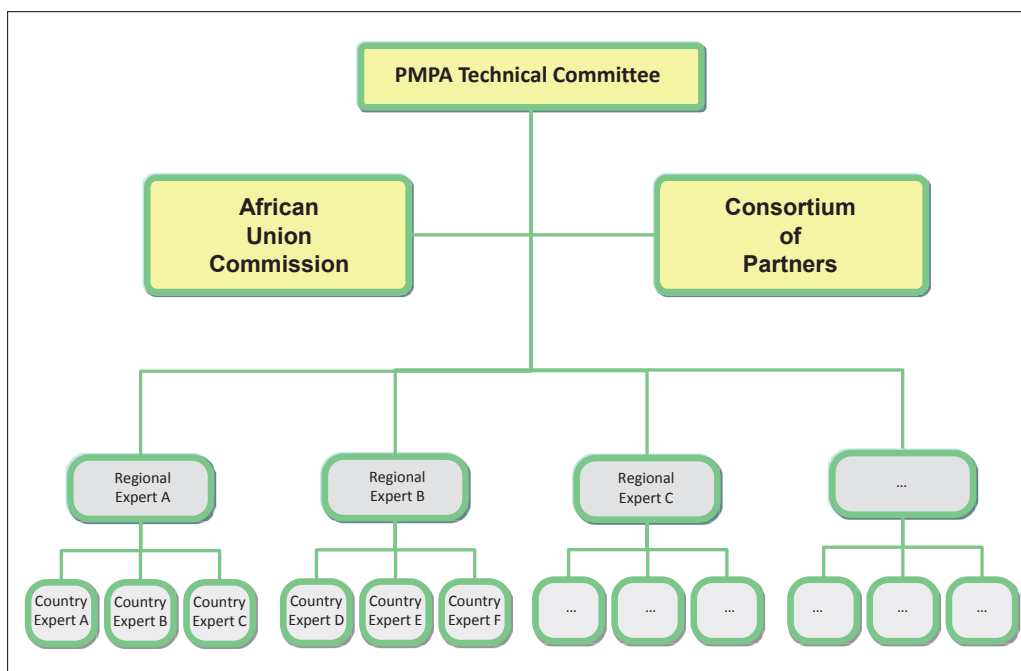 PMPA Technical Committee
African
Union
Commission
Consortium
of
Partners
Regional
Expert A
Regional
Expert B
Regional
Expert C
...
Country
Expert A
Country
Expert B
Country
Expert C
Country
Expert D
Country
Expert E
Country
Expert F
...
...
...
...
...
...